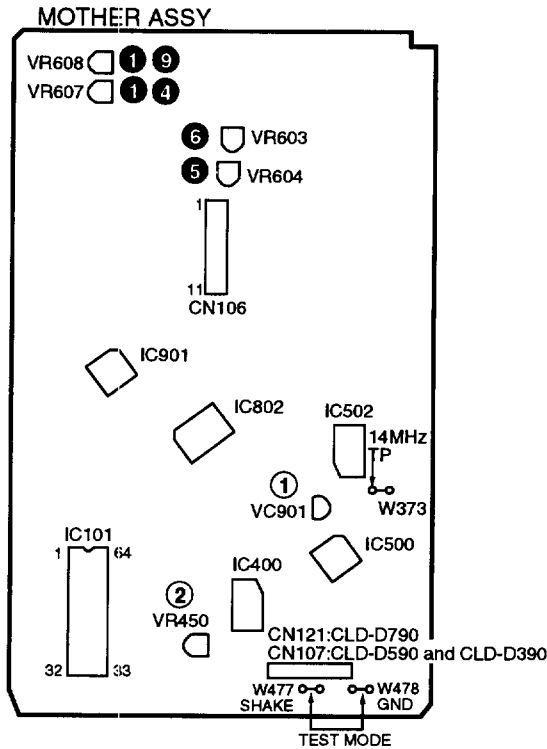 MOTHER ASSY
VR608 1 9
VR607 1 4
6 VR603
5 VR604
1
11
CN106
IC901
IC802
IC502
14MHz
TP
W373
1
VC901
IC500
IC101
1 64
32 33
2
VR450
IC400
CN121:CLD-D790
CN107:CLD-D590 and CLD-D390
W477 W478
SHAKE GND
TEST MODE